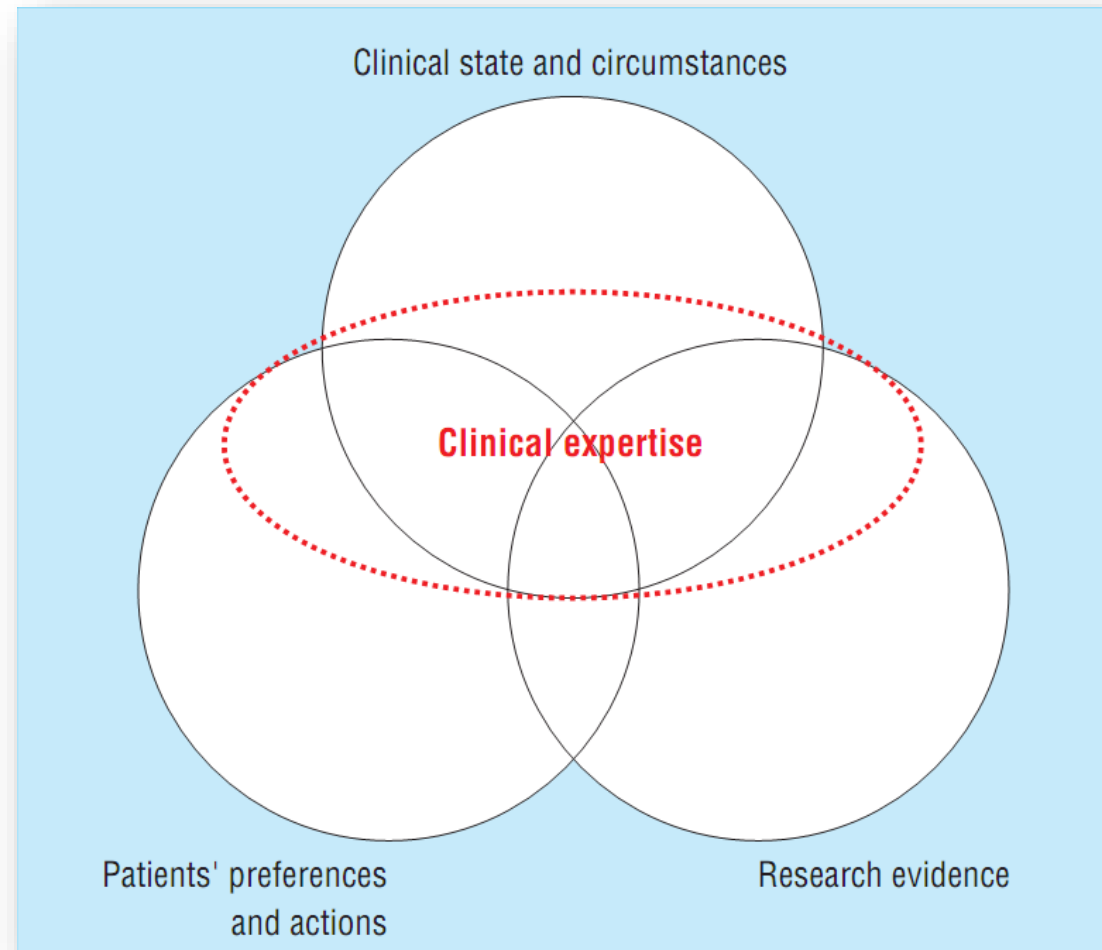 Clinical state and circumstances
Clinical expertise
Patients' preferences
and actions
Research evidence